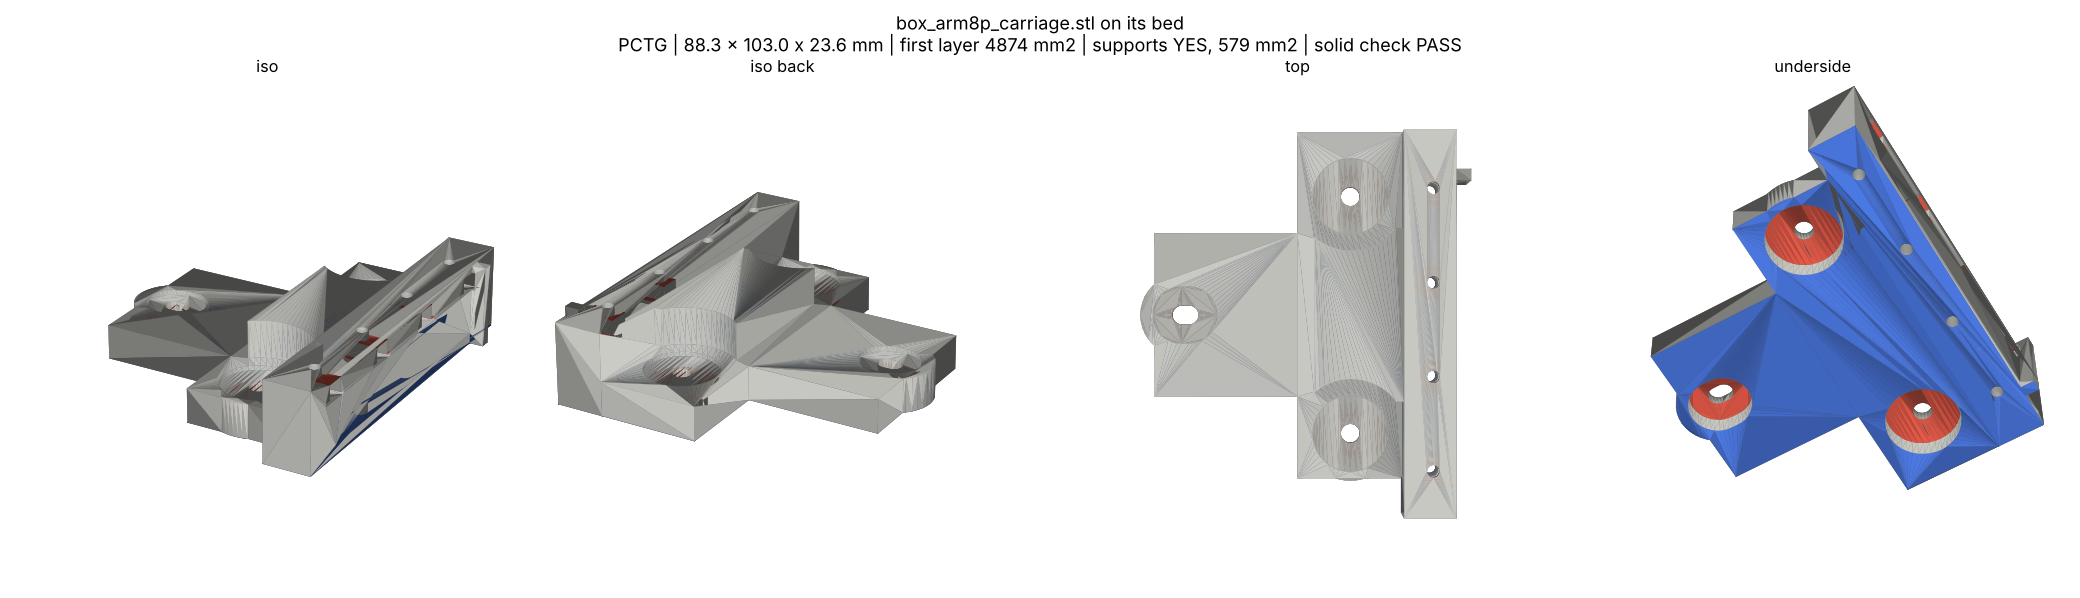 box_arm8p_carriage.stl on its bed
PCTG | 88.3 × 103.0 x 23.6 mm | first layer 4874 mm2 | supports YES, 579 mm2 | solid check PASS
iso
iso back
top
underside